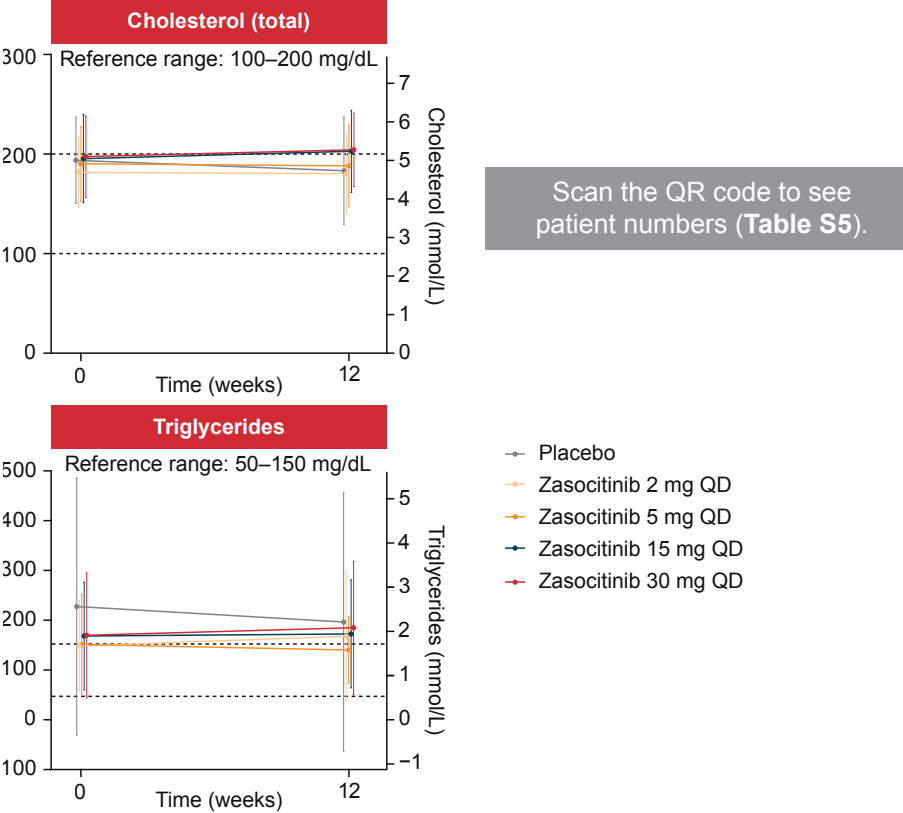 Cholesterol (total)
Reference range: 100–200 mg/dL
300
200
100
0
7
6
5
4
3
2
1
0
Cholesterol (mmol/L)
0
12
Time (weeks)
Scan the QR code to see
patient numbers (Table S5).
Triglycerides
Reference range: 50–150 mg/dL
500
400
300
200
100
0
100
5
4
3
2
1
0
−1
Triglycerides (mmol/L)
0
12
Time (weeks)
Placebo
Zasocitinib 2 mg QD
Zasocitinib 5 mg QD
Zasocitinib 15 mg QD
Zasocitinib 30 mg QD